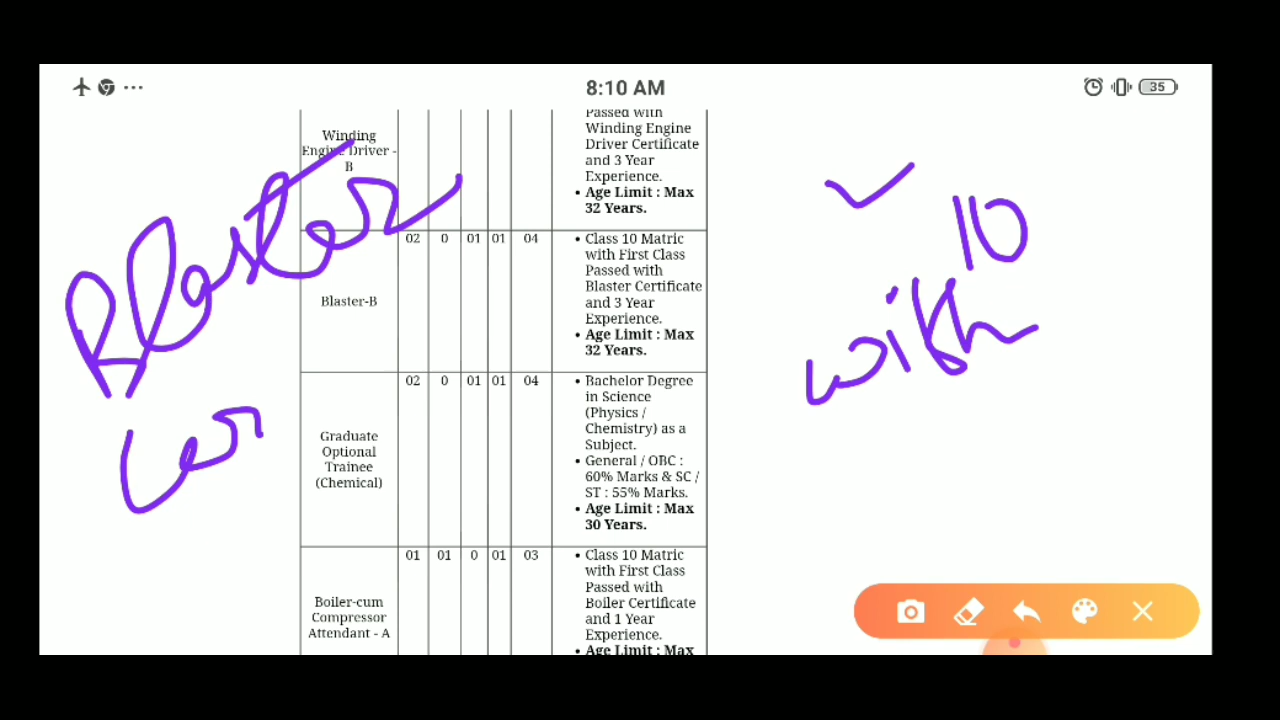 8:10 AM
35
Passed with
Winding Engine
Driver Certificate
and 3 Year
Experience.
• Age Limit : Max
32 Years.
Winding
Engine Driver -
B
02 0 01 01 04
Blaster-B
• Class 10 Matric
with First Class
Passed with
Blaster Certificate
and 3 Year
Experience.
• Age Limit : Max
32 Years.
02 0 01 01 04
Graduate
Optional
Trainee
(Chemical)
• Bachelor Degree
in Science
(Physics /
Chemistry) as a
Subject.
• General / OBC :
60% Marks & SC /
ST : 55% Marks.
• Age Limit : Max
30 Years.
01 01 0 01 03
Boiler-cum
Compressor
Attendant - A
• Class 10 Matric
with First Class
Passed with
Boiler Certificate
and 1 Year
Experience.
• Age Limit : Max
Blaster
Cer
10
with